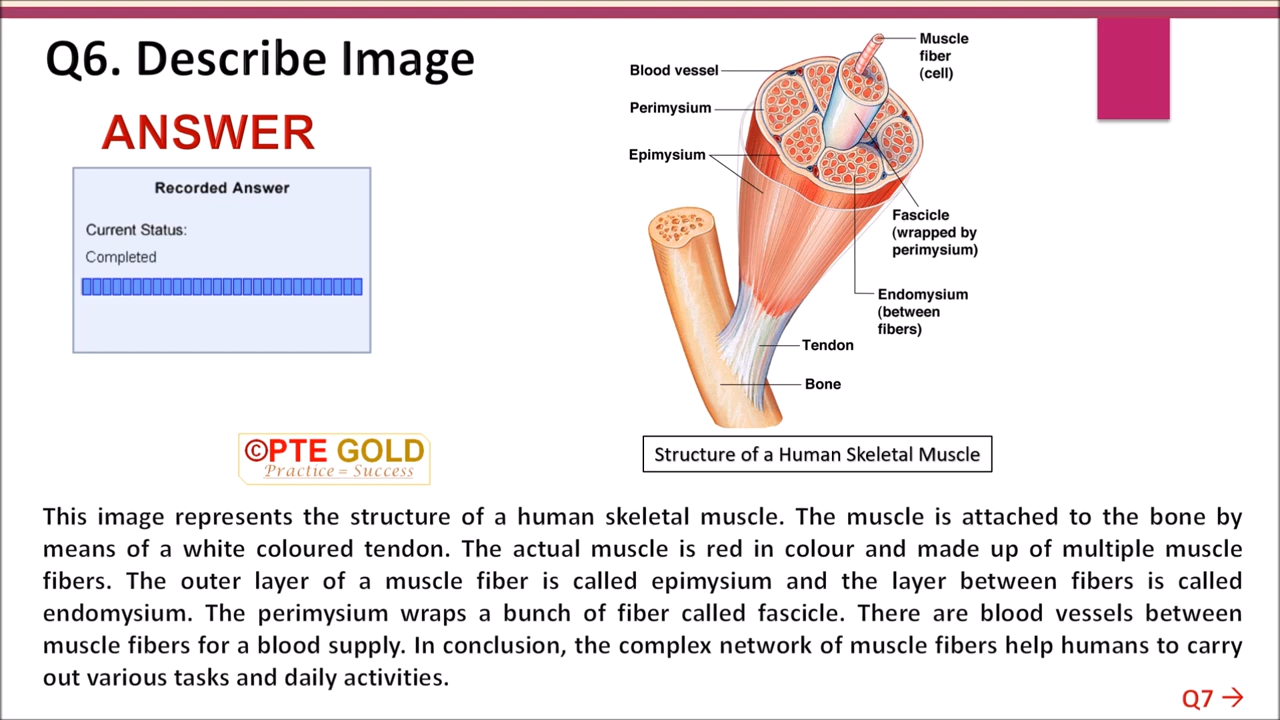 Q6. Describe Image
ANSWER
Recorded Answer
Current Status:
Completed
Muscle
fiber
(cell)
Blood vessel
Perimysium
Epimysium
Fascicle
(wrapped by
perimysium)
Endomysium
(between
fibers)
Tendon
Bone
©PTE GOLD
Practice = Success
Structure of a Human Skeletal Muscle
This image represents the structure of a human skeletal muscle. The muscle is attached to the bone by
means of a white coloured tendon. The actual muscle is red in colour and made up of multiple muscle
fibers. The outer layer of a muscle fiber is called epimysium and the layer between fibers is called
endomysium. The perimysium wraps a bunch of fiber called fascicle. There are blood vessels between
muscle fibers for a blood supply. In conclusion, the complex network of muscle fibers help humans to carry
out various tasks and daily activities.
Q7 →